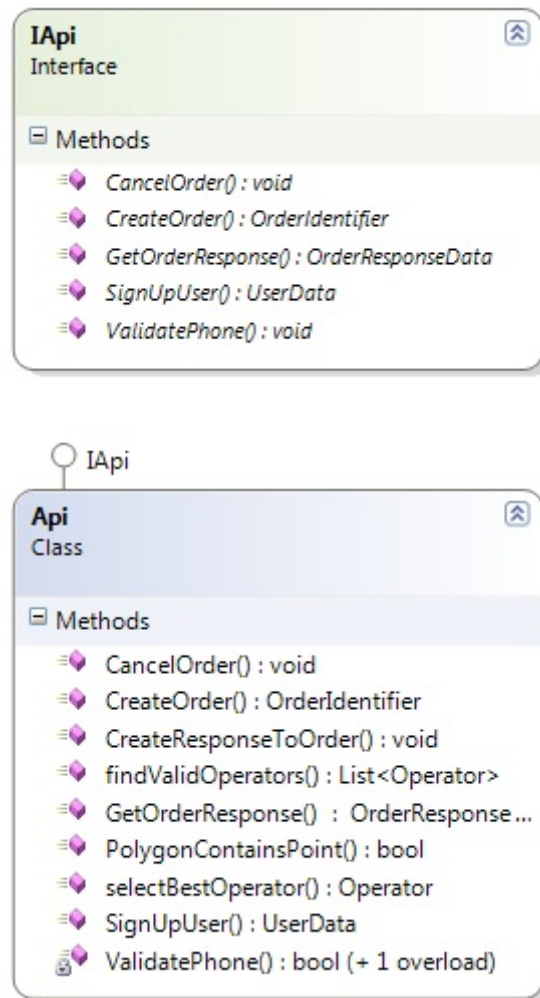 IApi
Interface
Methods
CancelOrder() : void
CreateOrder() : OrderIdentifier
GetOrderResponse() : OrderResponseData
SignUpUser() : UserData
ValidatePhone() : void
IApi
Api
Class
Methods
CancelOrder() : void
CreateOrder() : OrderIdentifier
CreateResponseToOrder() : void
findValidOperators() : List<Operator>
GetOrderResponse() : OrderResponse ...
PolygonContainsPoint() : bool
selectBestOperator() : Operator
SignUpUser() : UserData
ValidatePhone() : bool (+ 1 overload)